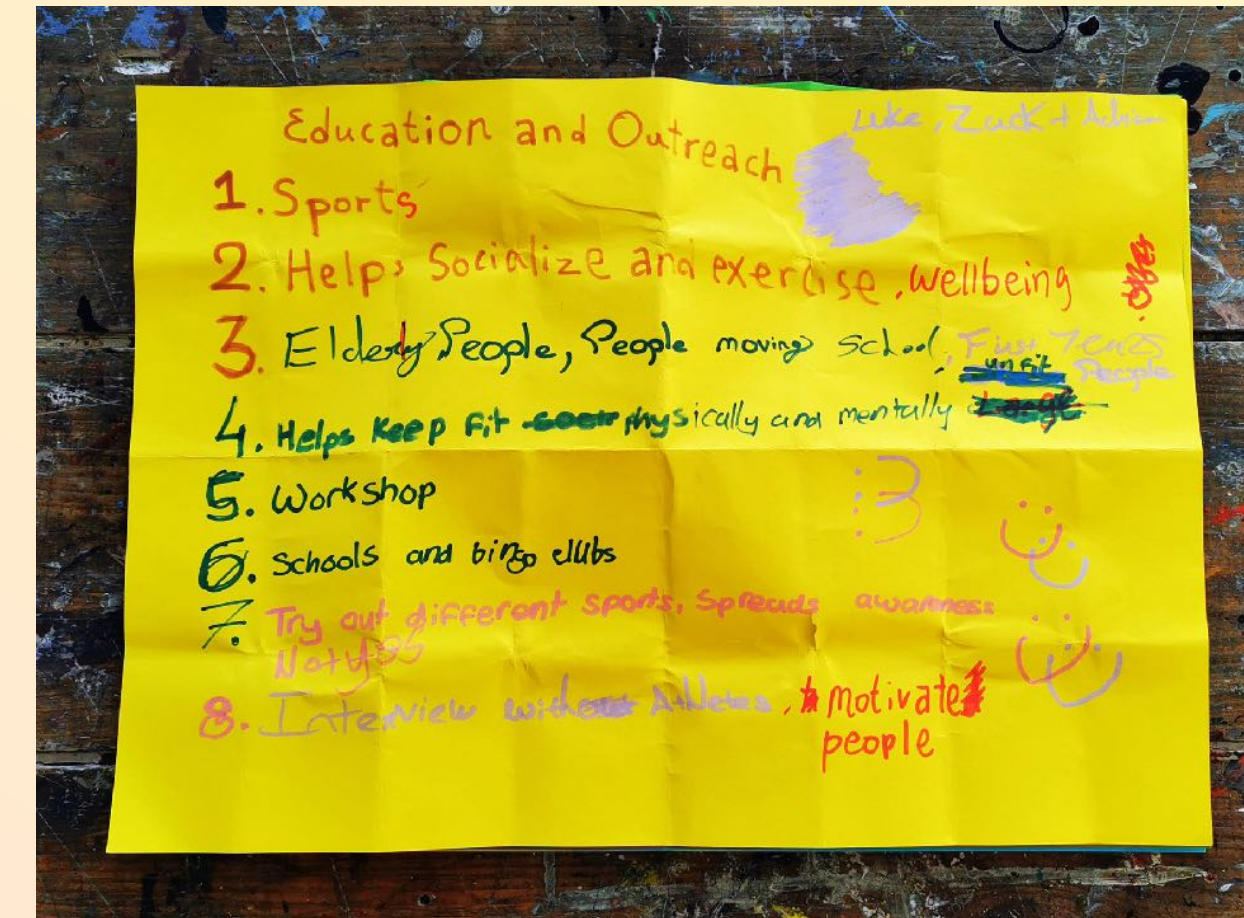 Education and Outreach
Luke, Zuck + Adrian
1. Sports
2. Helps Socialize and exercise, wellbeing
3. Elderly People, People moving school, First Years
unfit People
4. Helps Keep fit physically and mentally
5. Workshop
6. Schools and bingo clubs
7. Try out different sports, Spreads awareness
8. Interview with Athletes, motivate
people